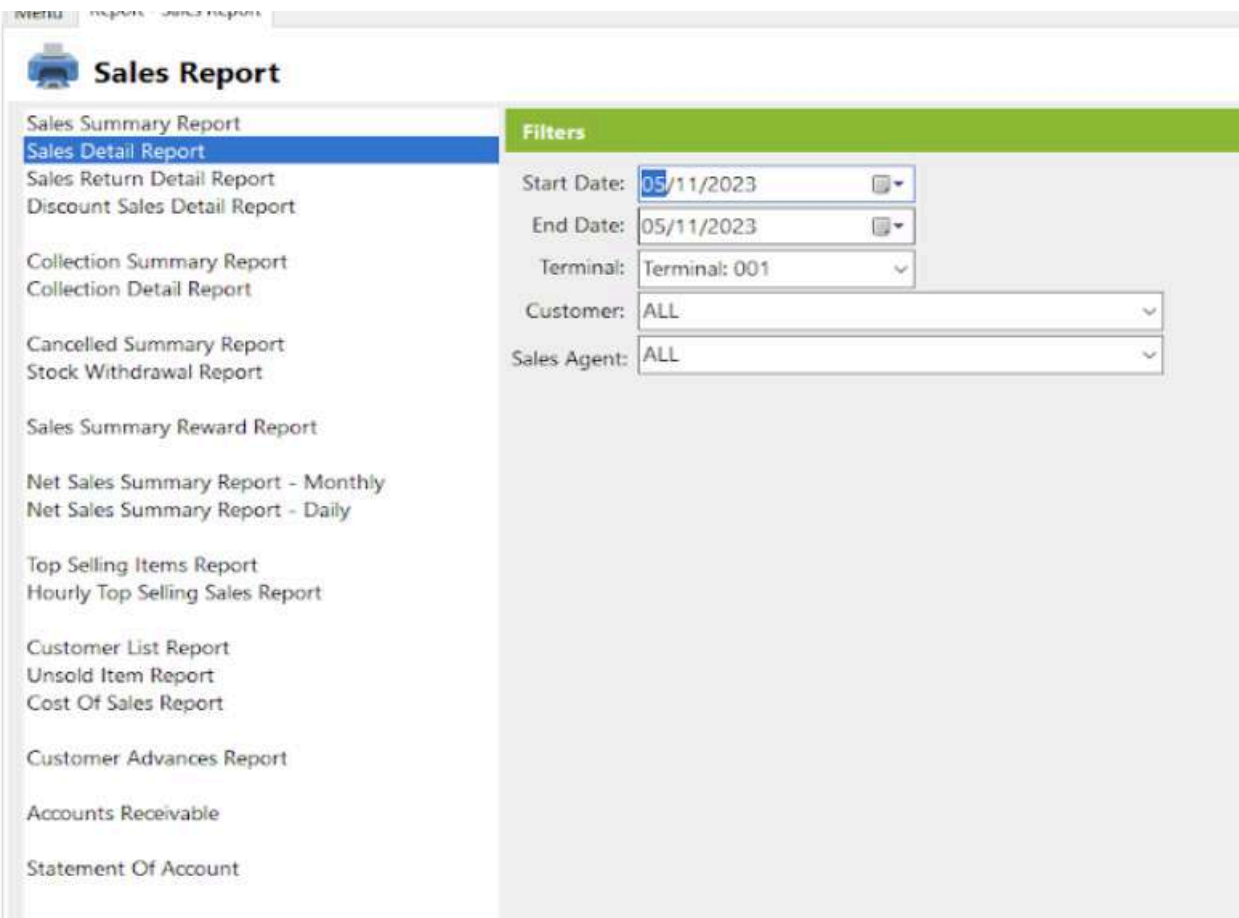 Menu Report - Sales Report
Sales Report
Sales Summary Report
Sales Detail Report
Sales Return Detail Report
Discount Sales Detail Report
Collection Summary Report
Collection Detail Report
Cancelled Summary Report
Stock Withdrawal Report
Sales Summary Reward Report
Net Sales Summary Report - Monthly
Net Sales Summary Report - Daily
Top Selling Items Report
Hourly Top Selling Sales Report
Customer List Report
Unsold Item Report
Cost Of Sales Report
Customer Advances Report
Accounts Receivable
Statement Of Account
Filters
Start Date: 05/11/2023
End Date: 05/11/2023
Terminal: Terminal: 001
Customer: ALL
Sales Agent: ALL